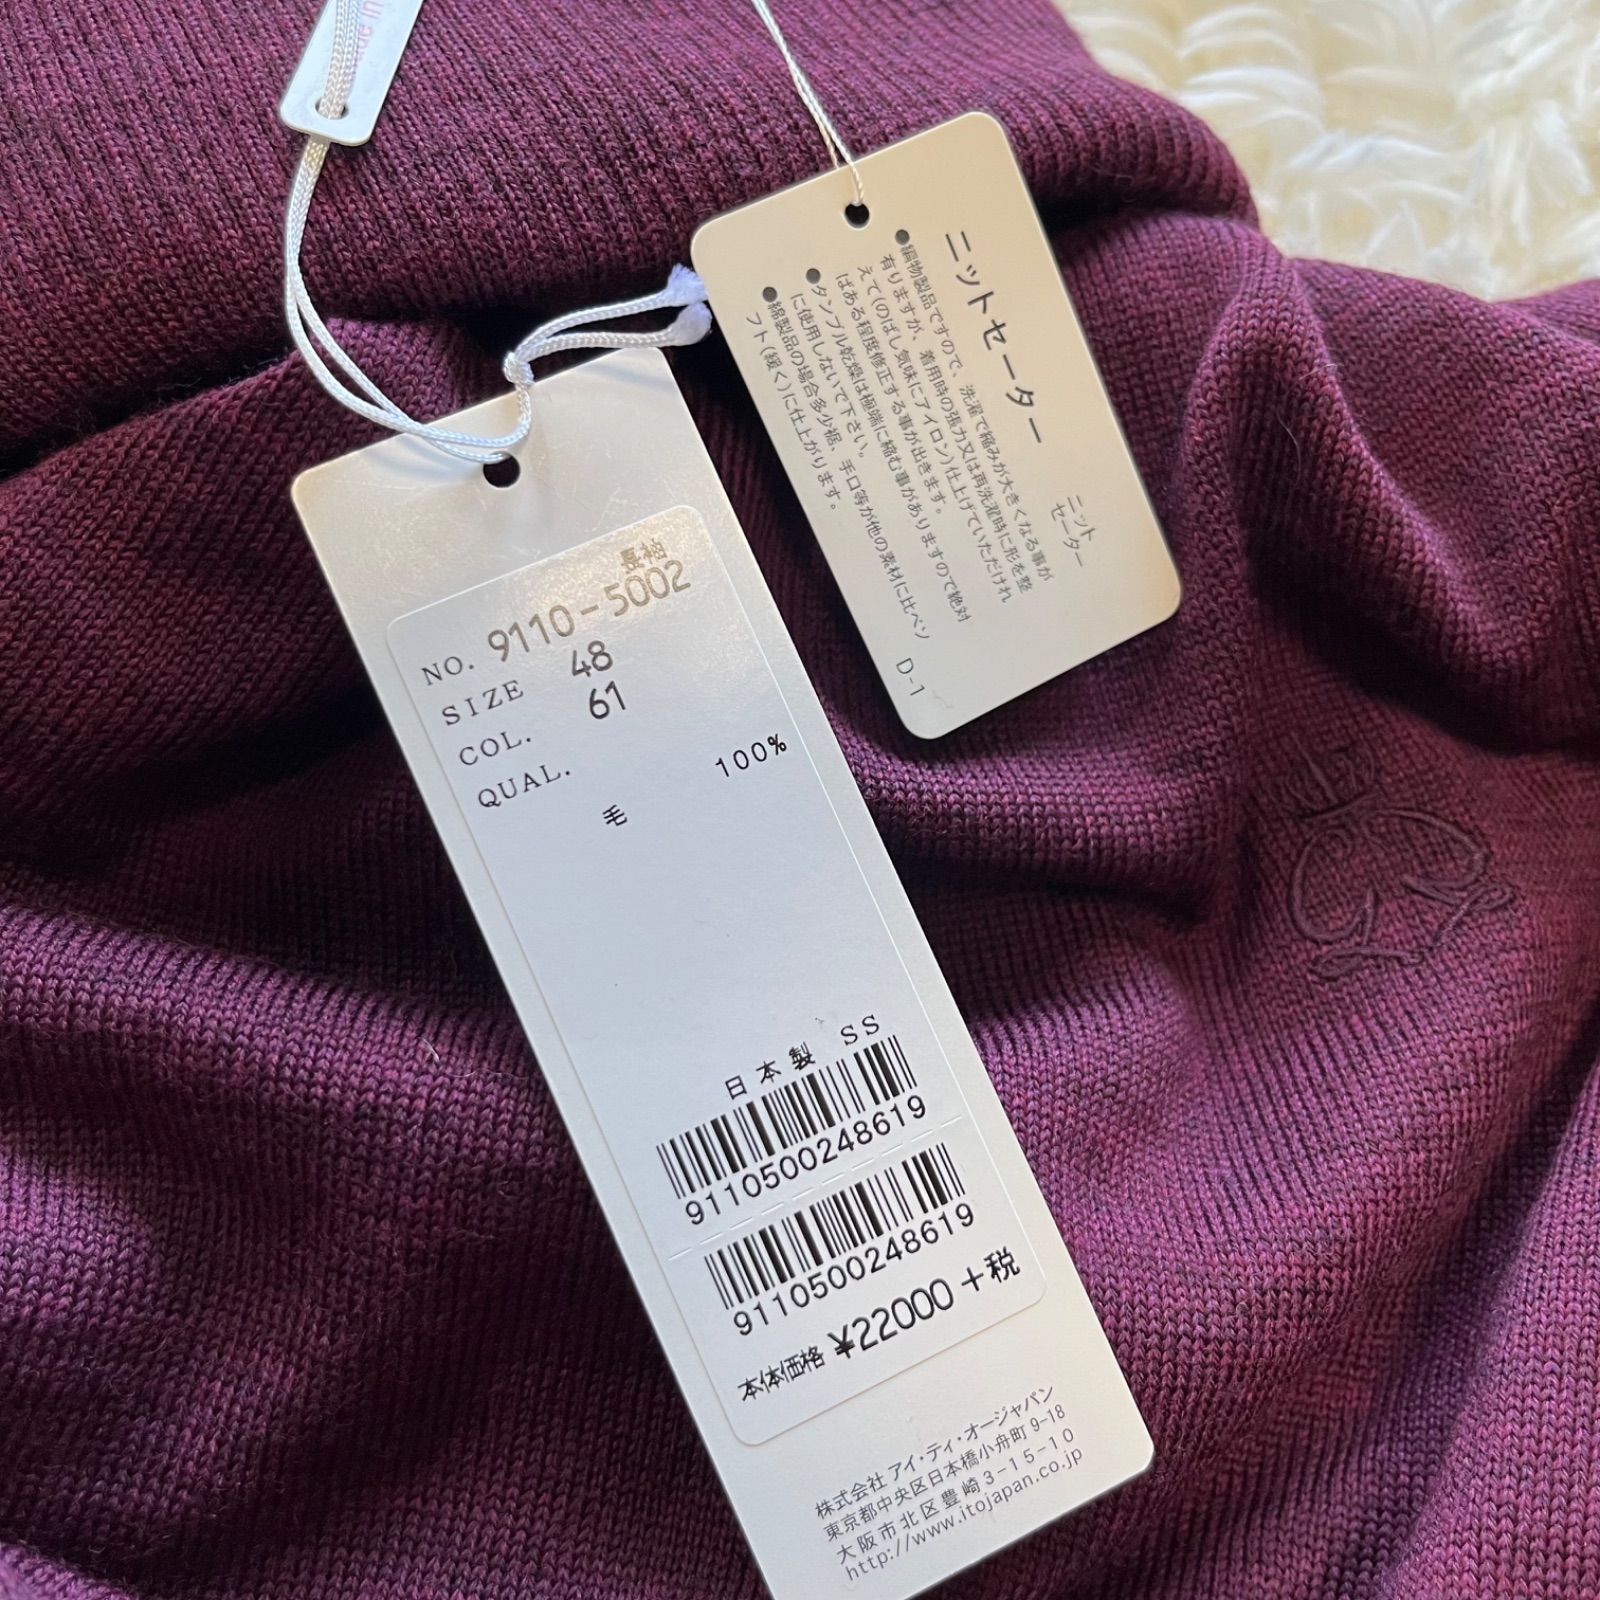 長袖
NO. 9110-5002
SIZE 48
COL. 61
QUAL.
100%
毛
日本製 SS
9110500248619
9110500248619
本体価格 ¥22000+税
株式会社 アイ・ティ・オージャパン
東京都中央区日本橋小舟町 9-18
大阪市北区豊崎3-15-10
http://www.itojapan.co.jp
ニット
セーター
ニットセーター
●編物製品ですので、洗濯で縮みが大きくなる事が
有りますが、着用時の張力又は再洗濯時に形を整
えて(のばし気味にアイロン)仕上げていただけれ
ばある程度修正する事が出きます。
●タンブル乾燥は極端に縮む事がありますので絶対
に使用しないで下さい。
●綿製品の場合多少裾、手口等が他の素材に比べソ
フト(緩く)に仕上がります。
D-1